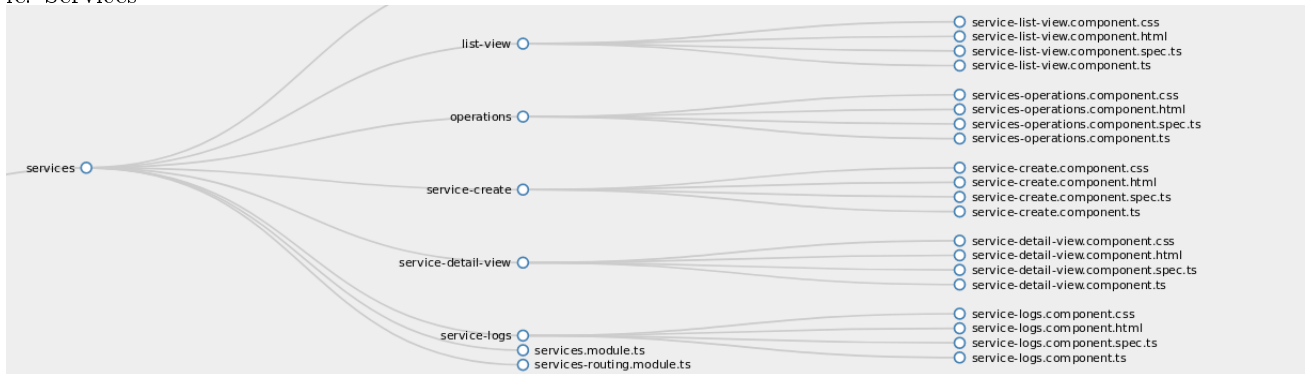 list-view
service-list-view.component.css
service-list-view.component.html
service-list-view.component.spec.ts
service-list-view.component.ts
operations
services-operations.component.css
services-operations.component.html
services-operations.component.spec.ts
services-operations.component.ts
services
service-create
service-create.component.css
service-create.component.html
service-create.component.spec.ts
service-create.component.ts
service-detail-view
service-detail-view.component.css
service-detail-view.component.html
service-detail-view.component.spec.ts
service-detail-view.component.ts
service-logs
service-logs.component.css
service-logs.component.html
service-logs.component.spec.ts
service-logs.component.ts
services.module.ts
services-routing.module.ts